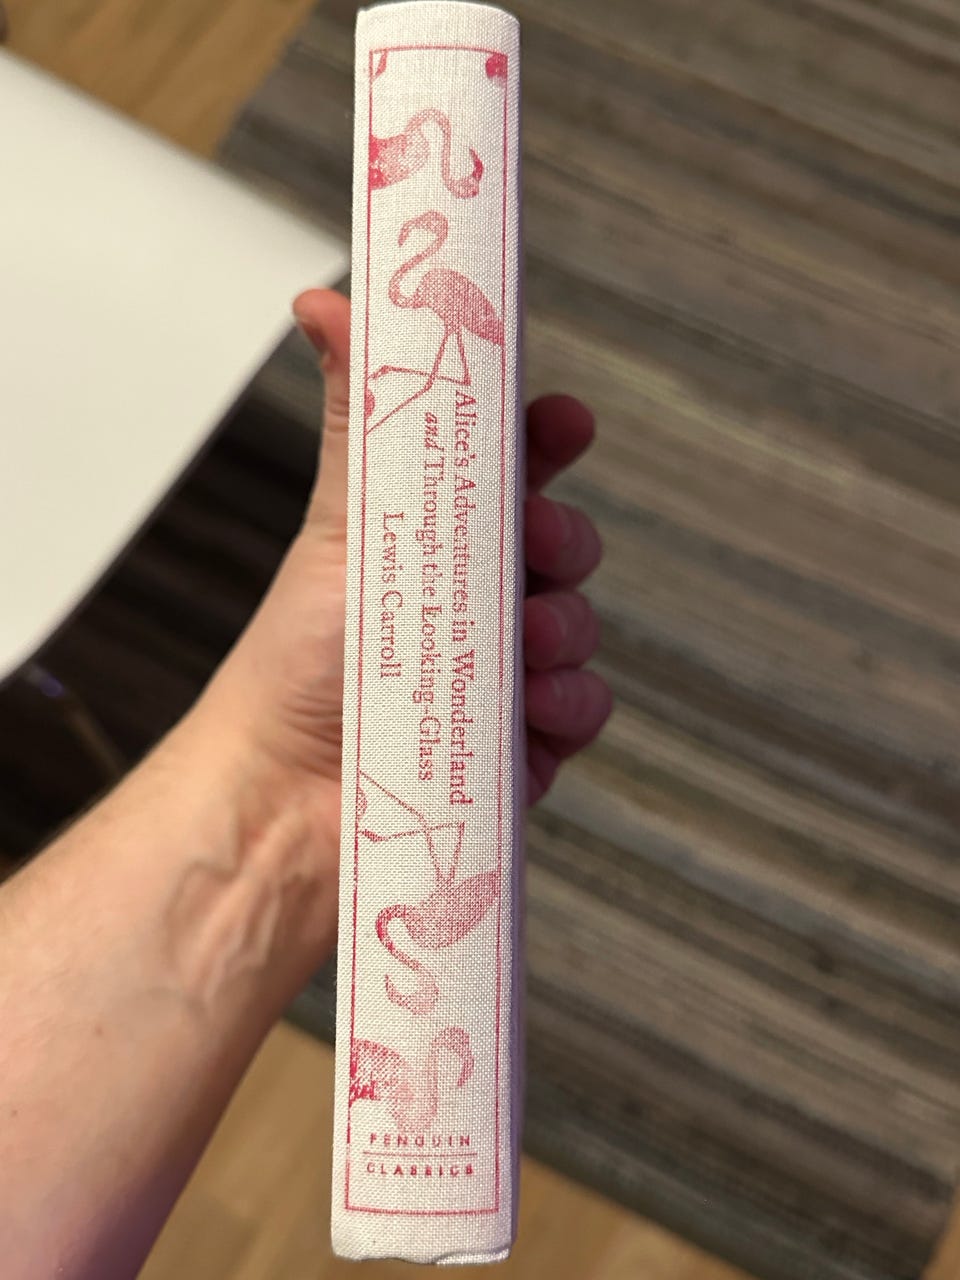 Alice's Adventures in Wonderland
and Through the Looking-Glass
Lewis Carroll
PENGUIN
CLASSICS